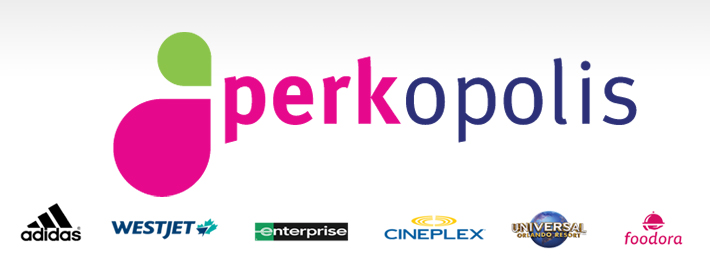 perkopolis
adidas
WESTJET
enterprise
CINEPLEX
UNIVERSAL
ORLANDO RESORT
foodora